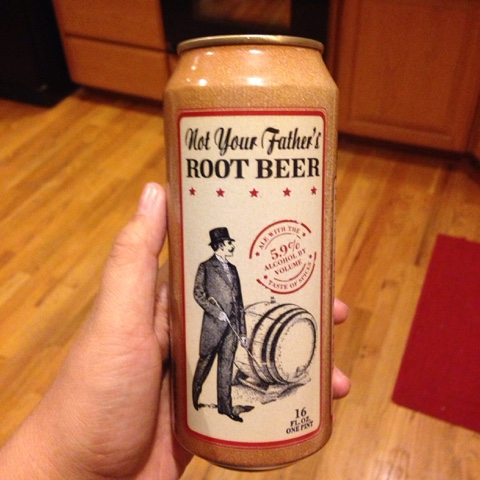 Not Your Father's
ROOT BEER
ALE WITH THE
5.9%
ALCOHOL BY
VOLUME
TASTE OF SPICES
16
FL. OZ.
ONE PINT